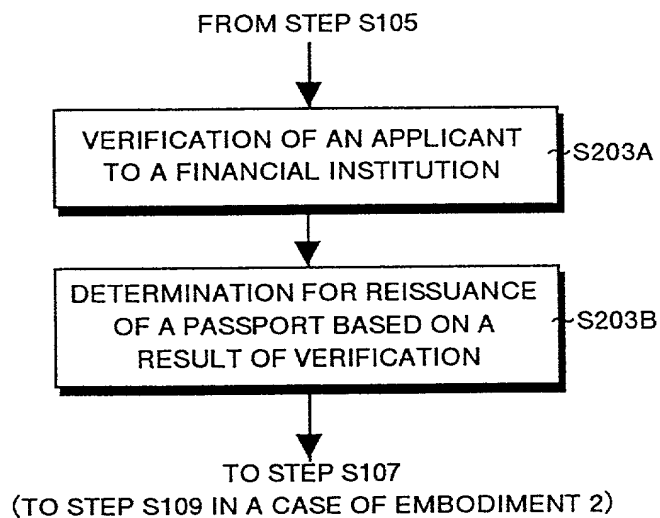 FROM STEP S105
VERIFICATION OF AN APPLICANT
TO A FINANCIAL INSTITUTION
S203A
DETERMINATION FOR REISSUANCE
OF A PASSPORT BASED ON A
RESULT OF VERIFICATION
S203B
TO STEP S107
(TO STEP S109 IN A CASE OF EMBODIMENT 2)